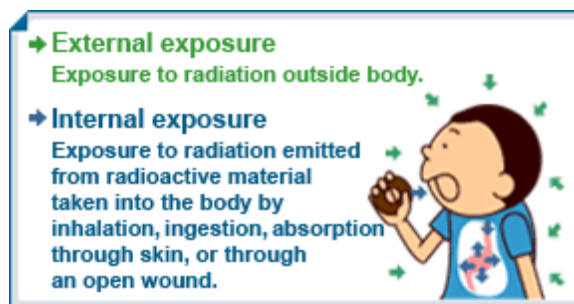 External exposure
Exposure to radiation outside body.
Internal exposure
Exposure to radiation emitted
from radioactive material
taken into the body by
inhalation, ingestion, absorption
through skin, or through
an open wound.